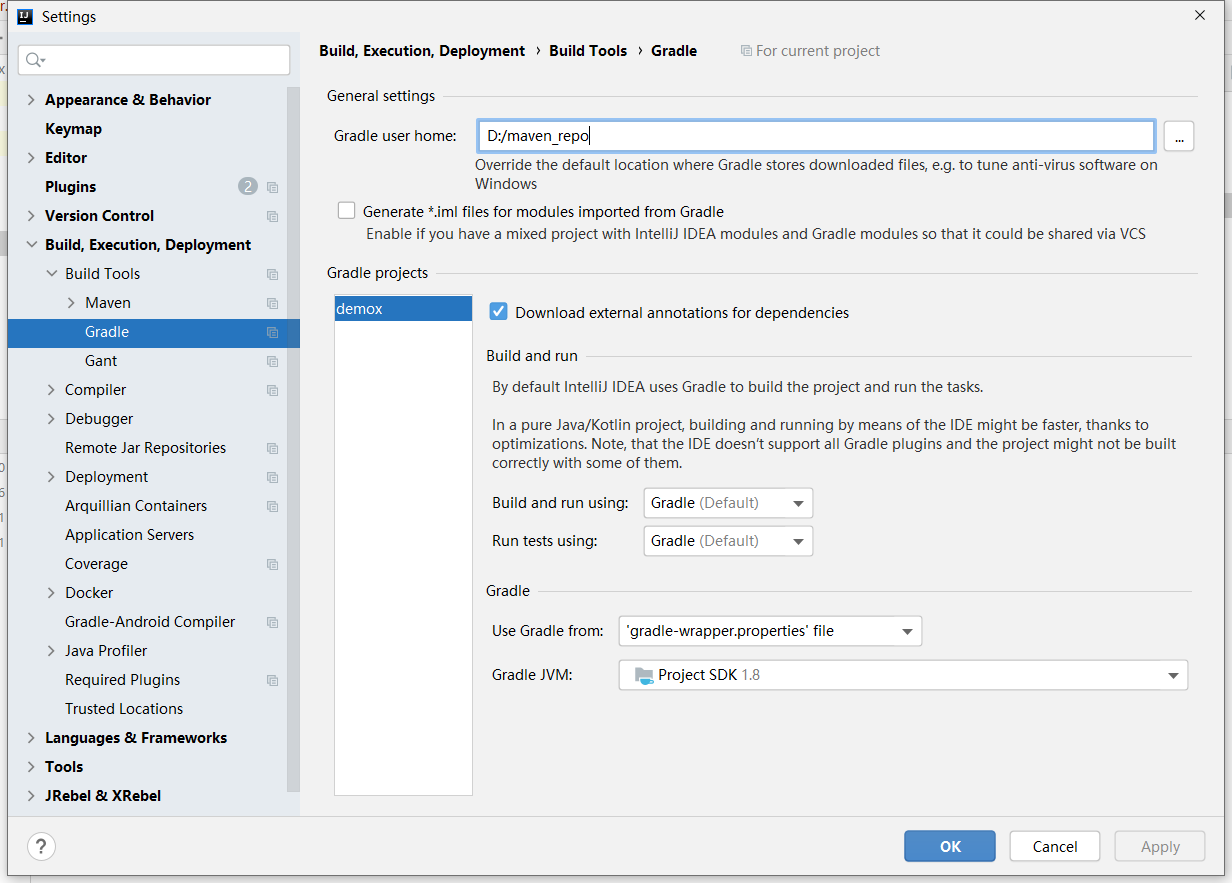 Settings
Build, Execution, Deployment › Build Tools › Gradle For current project
Appearance & Behavior
Keymap
Editor
Plugins 2
Version Control
Build, Execution, Deployment
Build Tools
Maven
Gradle
Gant
Compiler
Debugger
Remote Jar Repositories
Deployment
Arquillian Containers
Application Servers
Coverage
Docker
Gradle-Android Compiler
Java Profiler
Required Plugins
Trusted Locations
Languages & Frameworks
Tools
JRebel & XRebel
General settings
Gradle user home: D:/maven_repo ...
Override the default location where Gradle stores downloaded files, e.g. to tune anti-virus software on
Windows
Generate *.iml files for modules imported from Gradle
Enable if you have a mixed project with IntelliJ IDEA modules and Gradle modules so that it could be shared via VCS
Gradle projects
demox
Download external annotations for dependencies
Build and run
By default IntelliJ IDEA uses Gradle to build the project and run the tasks.
In a pure Java/Kotlin project, building and running by means of the IDE might be faster, thanks to
optimizations. Note, that the IDE doesn't support all Gradle plugins and the project might not be built
correctly with some of them.
Build and run using: Gradle (Default)
Run tests using: Gradle (Default)
Gradle
Use Gradle from: 'gradle-wrapper.properties' file
Gradle JVM: Project SDK 1.8
?
OK
Cancel
Apply